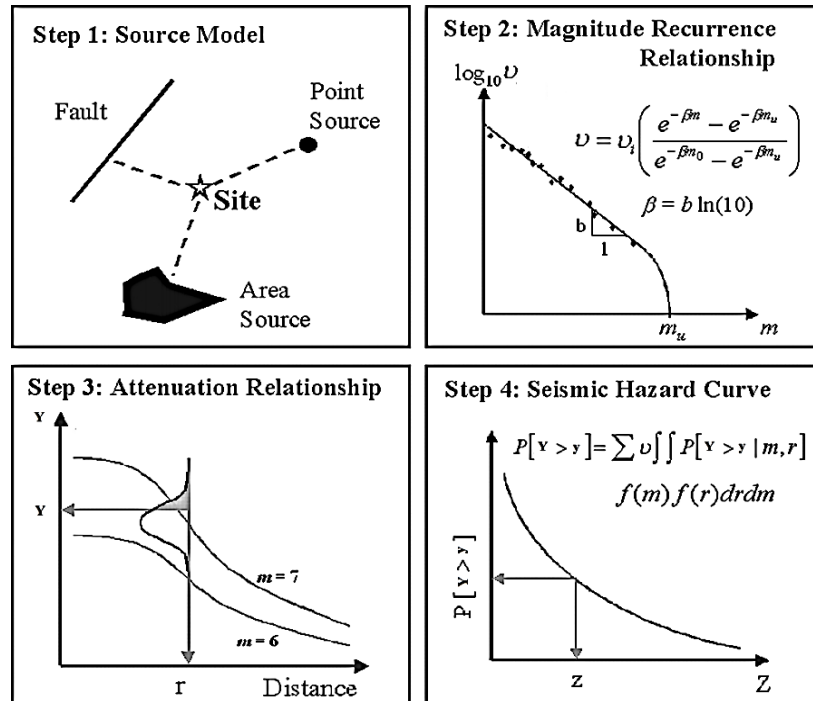 Step 1: Source Model
Fault
Point
Source
Site
Area
Source
Step 2: Magnitude Recurrence
Relationship
log₁₀υ
υ = υᵢ( (e^{-βm} − e^{-βmᵤ}) / (e^{-βm₀} − e^{-βmᵤ}) )
β = b ln(10)
b
1
mᵤ m
Step 3: Attenuation Relationship
Y
Y
m = 7
m = 6
r Distance
Step 4: Seismic Hazard Curve
P[Y > y] = ∑ υ∫∫ P[Y > y | m, r]
f(m) f(r)drdm
P[Y > y]
z Z